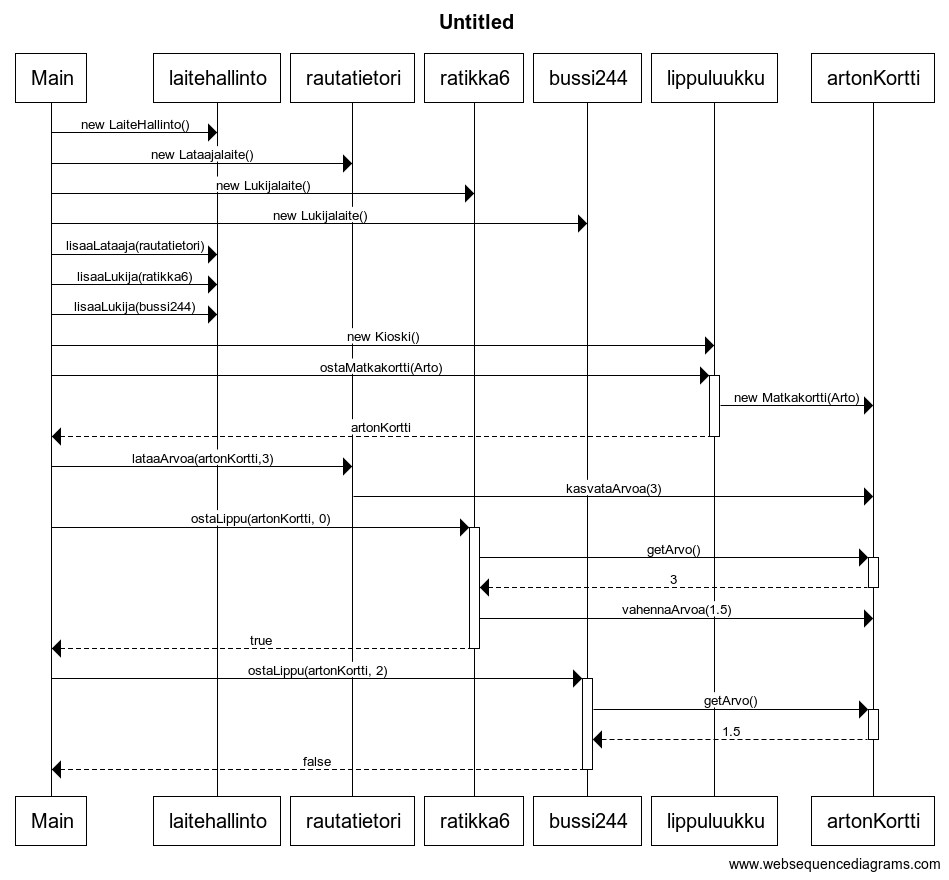 Untitled
Main laitehallinto rautatietori ratikka6 bussi244 lippuluukku artonKortti
new LaiteHallinto()
new Lataajalaite()
new Lukijalaite()
new Lukijalaite()
lisaaLataaja(rautatietori)
lisaaLukija(ratikka6)
lisaaLukija(bussi244)
new Kioski()
ostaMatkakortti(Arto)
new Matkakortti(Arto)
artonKortti
lataaArvoa(artonKortti,3)
kasvataArvoa(3)
ostaLippu(artonKortti, 0)
getArvo()
3
vahennaArvoa(1.5)
true
ostaLippu(artonKortti, 2)
getArvo()
1.5
false
Main laitehallinto rautatietori ratikka6 bussi244 lippuluukku artonKortti
www.websequencediagrams.com